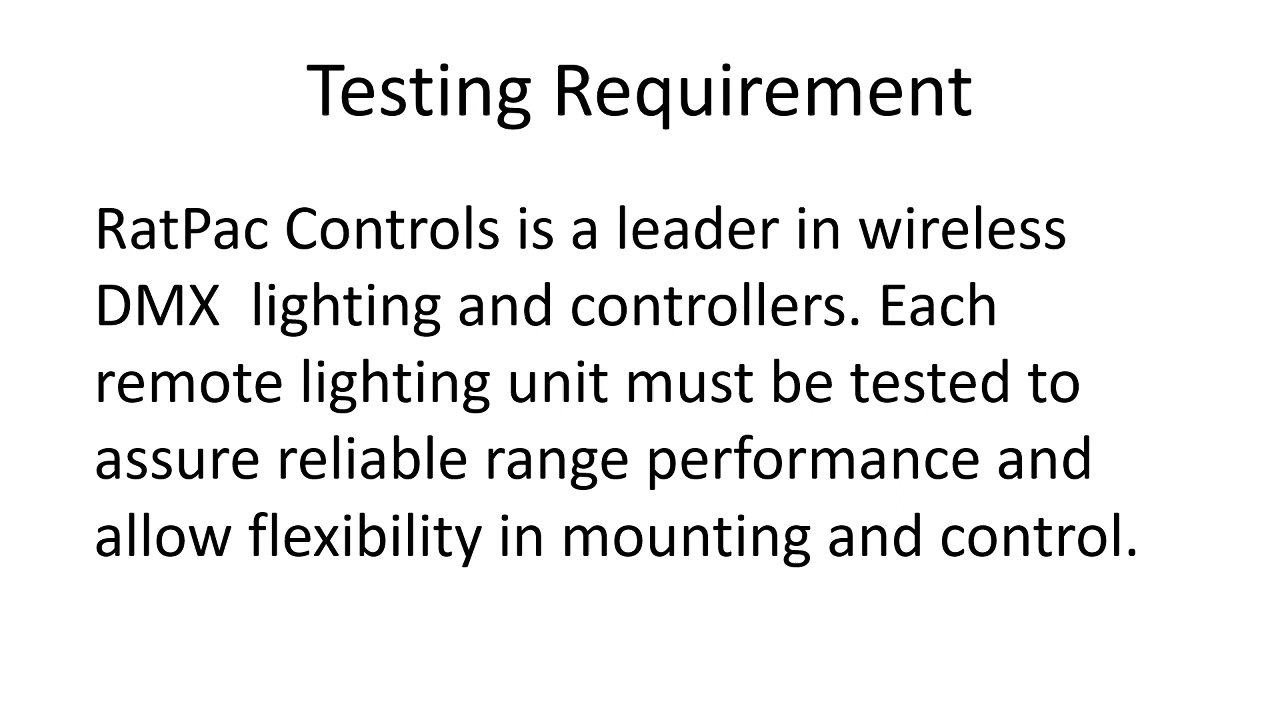 Testing Requirement
RatPac Controls is a leader in wireless
DMX  lighting and controllers. Each
remote lighting unit must be tested to
assure reliable range performance and
allow flexibility in mounting and control.